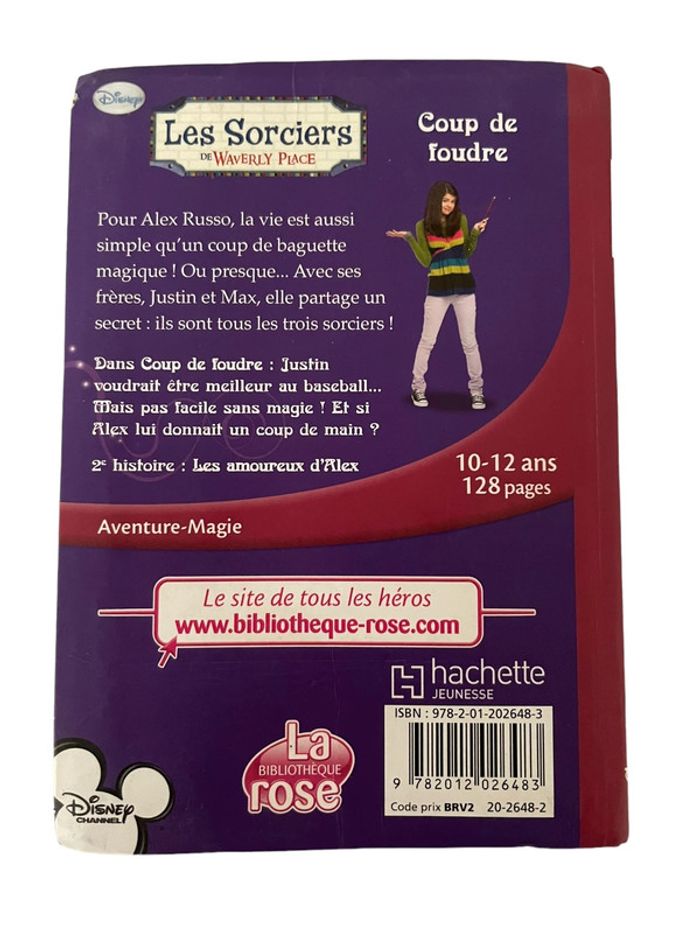 Disney
Les Sorciers
DE WAVERLY PLACE
Coup de
foudre
Pour Alex Russo, la vie est aussi
simple qu'un coup de baguette
magique ! Ou presque... Avec ses
frères, Justin et Max, elle partage un
secret : ils sont tous les trois sorciers !
Dans Coup de foudre : Justin
voudrait être meilleur au baseball...
Mais pas facile sans magie ! Et si
Alex lui donnait un coup de main ?
2e histoire : Les amoureux d'Alex
10-12 ans
128 pages
Aventure-Magie
Le site de tous les héros
www.bibliotheque-rose.com
hachette
JEUNESSE
ISBN : 978-2-01-202648-3
9 782012 026483
Code prix BRV2 20-2648-2
La
BIBLIOTHÈQUE
rose
DISNEY
CHANNEL